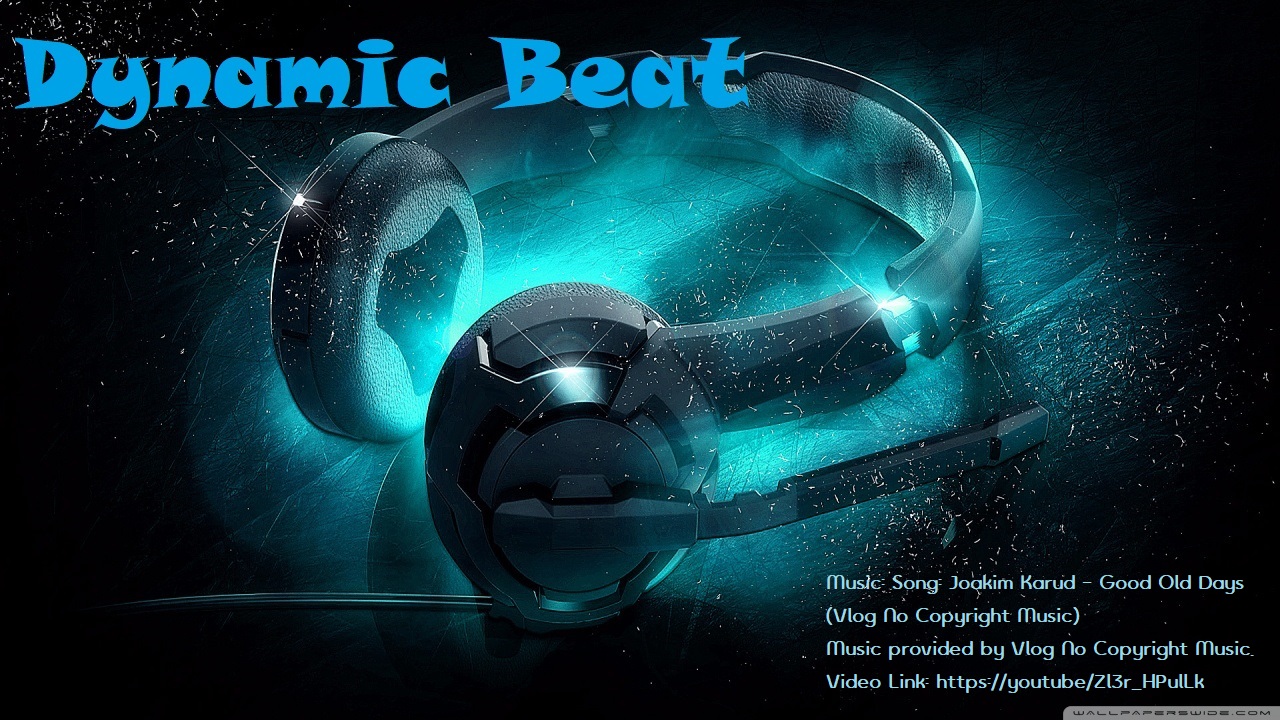 Dynamic Beat
Music: Song: Joakim Karud - Good Old Days
(Vlog No Copyright Music)
Music provided by Vlog No Copyright Music.
Video Link: https://youtube/Zl3r_HPulLk
WALLPAPERSWIDE.COM